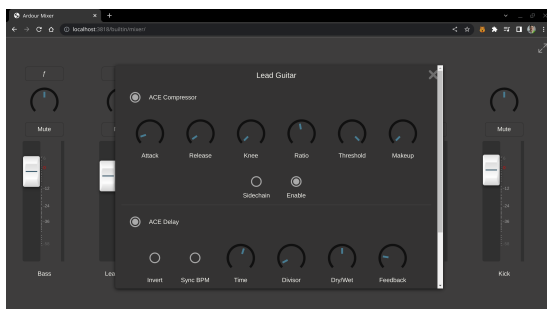 Ardour Mixer
localhost:3818/builtin/mixer/
f
Lead Guitar
ACE Compressor
Mute
Mute
Attack
Release
Knee
Ratio
Threshold
Makeup
Sidechain
Enable
ACE Delay
Invert
Sync BPM
Time
Divisor
Dry/Wet
Feedback
Bass
Lea
Kick